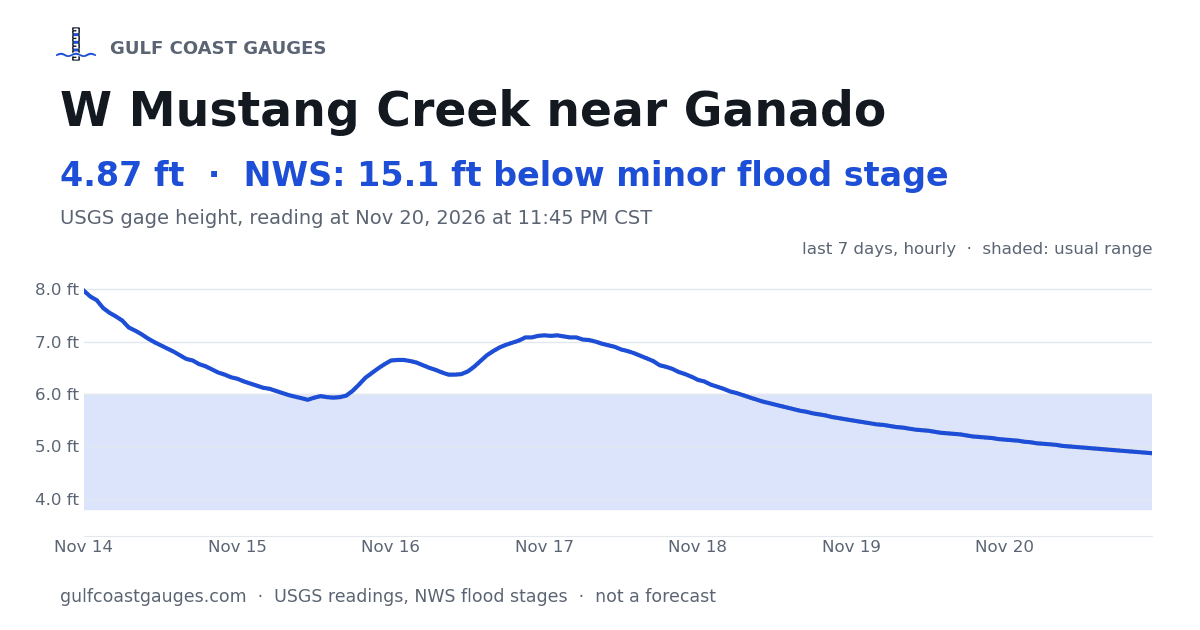 GULF COAST GAUGES
W Mustang Creek near Ganado
4.87 ft · NWS: 15.1 ft below minor flood stage
USGS gage height, reading at Nov 20, 2026 at 11:45 PM CST
last 7 days, hourly · shaded: usual range
8.0 ft
7.0 ft
6.0 ft
5.0 ft
4.0 ft
Nov 14 Nov 15 Nov 16 Nov 17 Nov 18 Nov 19 Nov 20
gulfcoastgauges.com · USGS readings, NWS flood stages · not a forecast